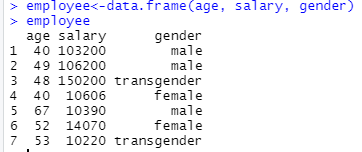 > employee<-data.frame(age, salary, gender)
> employee
  age salary      gender
1  40 103200        male
2  49 106200        male
3  48 150200 transgender
4  40  10606      female
5  67  10390        male
6  52  14070      female
7  53  10220 transgender